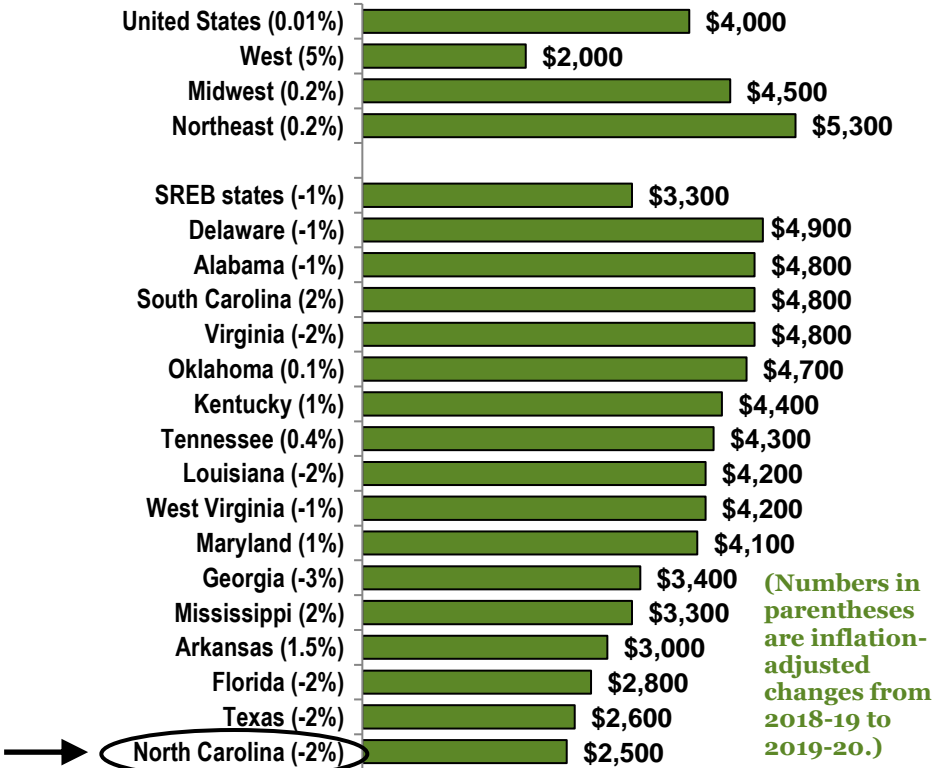 United States (0.01%) $4,000
West (5%) $2,000
Midwest (0.2%) $4,500
Northeast (0.2%) $5,300
SREB states (-1%) $3,300
Delaware (-1%) $4,900
Alabama (-1%) $4,800
South Carolina (2%) $4,800
Virginia (-2%) $4,800
Oklahoma (0.1%) $4,700
Kentucky (1%) $4,400
Tennessee (0.4%) $4,300
Louisiana (-2%) $4,200
West Virginia (-1%) $4,200
Maryland (1%) $4,100
Georgia (-3%) $3,400
Mississippi (2%) $3,300
Arkansas (1.5%) $3,000
Florida (-2%) $2,800
Texas (-2%) $2,600
North Carolina (-2%) $2,500
(Numbers in
parentheses
are inflation-
adjusted
changes from
2018-19 to
2019-20.)